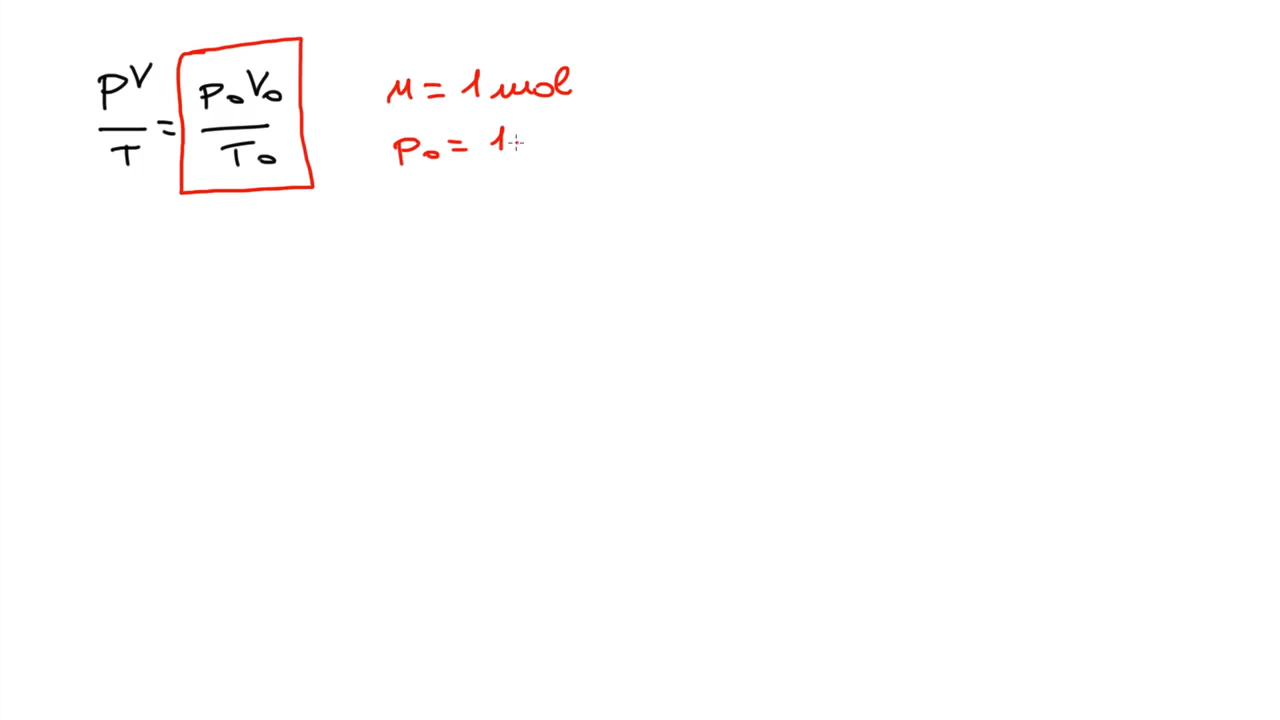 PV/T = P₀V₀/T₀
n = 1 mol
P₀ = 1